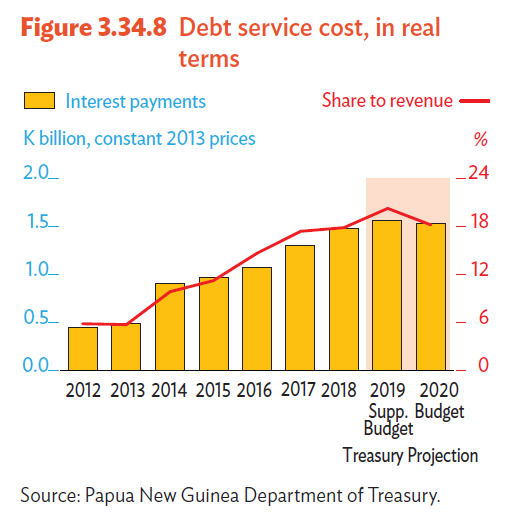 Figure 3.34.8 Debt service cost, in real
terms
Interest payments
Share to revenue
K billion, constant 2013 prices
%
2.0
24
1.5
18
1.0
12
0.5
6
0.0
0
2012 2013 2014 2015 2016 2017 2018 2019 2020
Supp. Budget
Budget
Treasury Projection
Source: Papua New Guinea Department of Treasury.